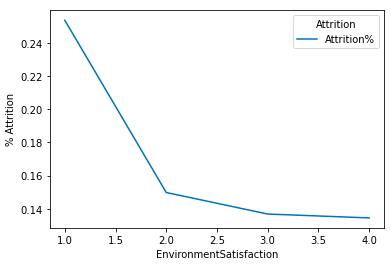 Attrition
Attrition%
0.24
0.22
0.20
0.18
0.16
0.14
% Attrition
1.0 1.5 2.0 2.5 3.0 3.5 4.0
EnvironmentSatisfaction